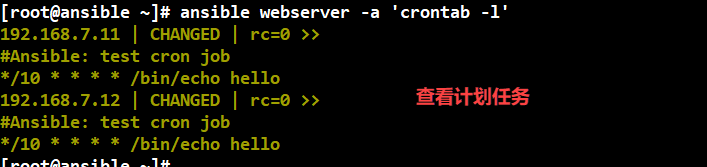 [root@ansible ~]# ansible webserver -a 'crontab -l'
192.168.7.11 | CHANGED | rc=0 >>
#Ansible: test cron job
*/10 * * * * /bin/echo hello
192.168.7.12 | CHANGED | rc=0 >>
查看计划任务
#Ansible: test cron job
*/10 * * * * /bin/echo hello
[root@ansible ~]#